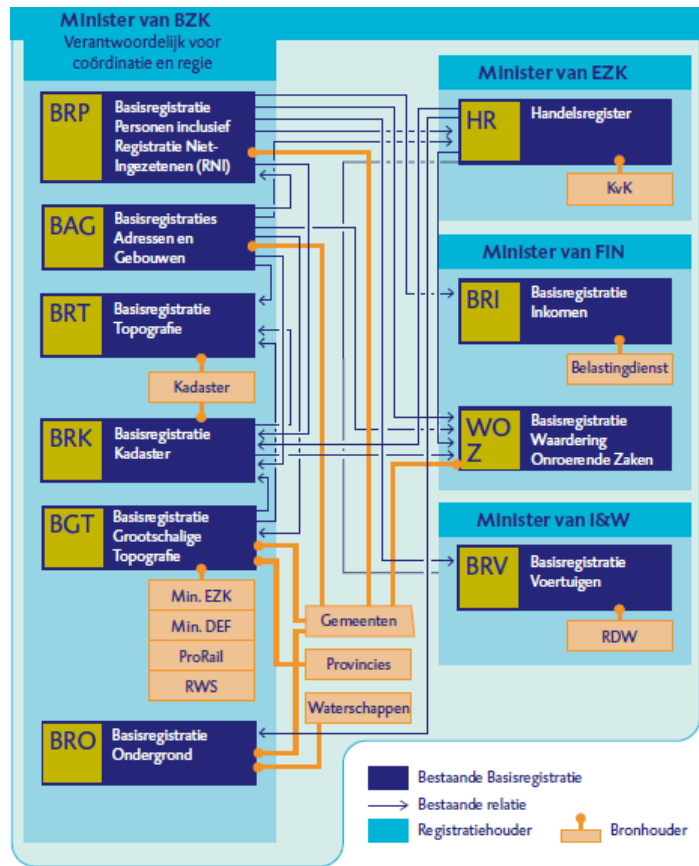 Minister van BZK
Verantwoordelijk voor
coördinatie en regie
BRP
Basisregistratie
Personen inclusief
Registratie Niet-
Ingezetenen (RNI)
BAG
Basisregistraties
Adressen en
Gebouwen
BRT
Basisregistratie
Topografie
Kadaster
BRK
Basisregistratie
Kadaster
BGT
Basisregistratie
Grootschalige
Topografie
Min. EZK
Min. DEF
ProRail
RWS
BRO
Basisregistratie
Ondergrond
Gemeenten
Provincies
Waterschappen
Minister van EZK
HR
Handelsregister
KvK
Minister van FIN
BRI
Basisregistratie
Inkomen
Belastingdienst
WO
Z
Basisregistratie
Waardering
Onroerende Zaken
Minister van I&W
BRV
Basisregistratie
Voertuigen
RDW
Bestaande Basisregistratie
Bestaande relatie
Registratiehouder
Bronhouder